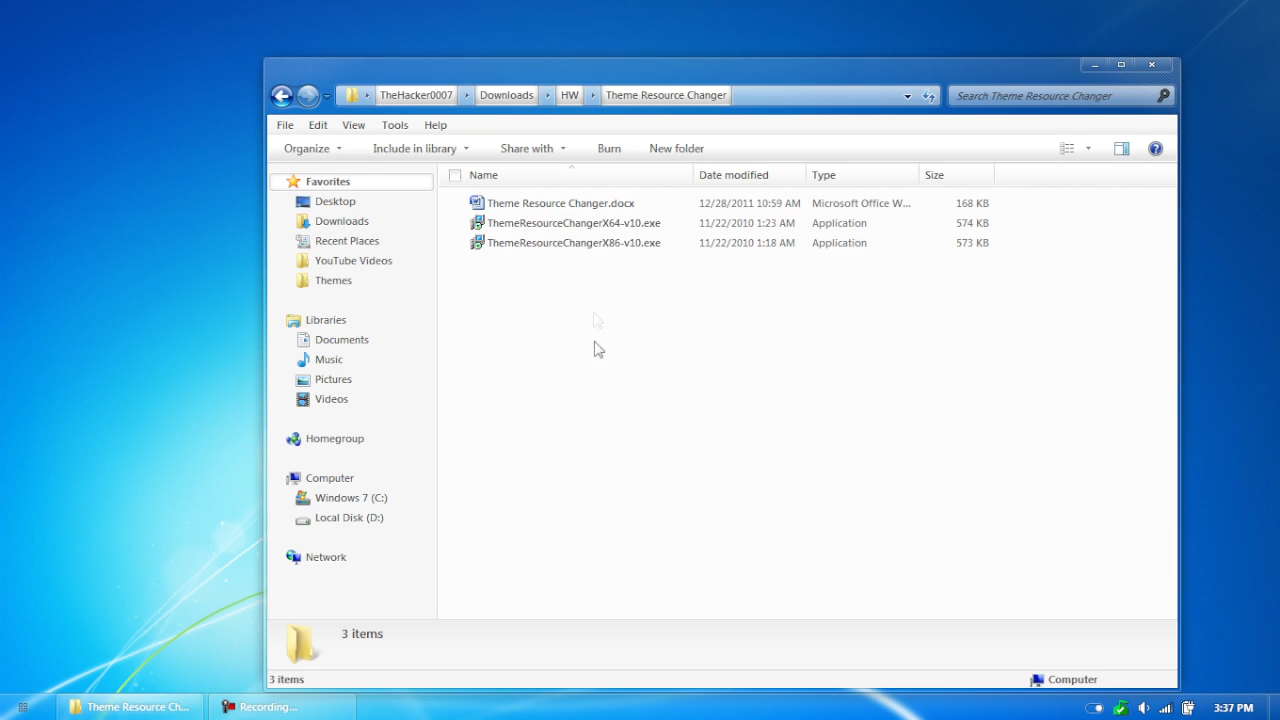 TheHacker0007 Downloads HW Theme Resource Changer Search Theme Resource Changer
File Edit View Tools Help
Organize Include in library Share with Burn New folder
Name Date modified Type Size
Favorites
Desktop
Downloads
Recent Places
YouTube Videos
Themes
Libraries
Documents
Music
Pictures
Videos
Homegroup
Computer
Windows 7 (C:)
Local Disk (D:)
Network
Theme Resource Changer.docx 12/28/2011 10:59 AM Microsoft Office W... 168 KB
ThemeResourceChangerX64-v10.exe 11/22/2010 1:23 AM Application 574 KB
ThemeResourceChangerX86-v10.exe 11/22/2010 1:18 AM Application 573 KB
3 items
3 items Computer
Theme Resource Ch... Recording... 3:37 PM